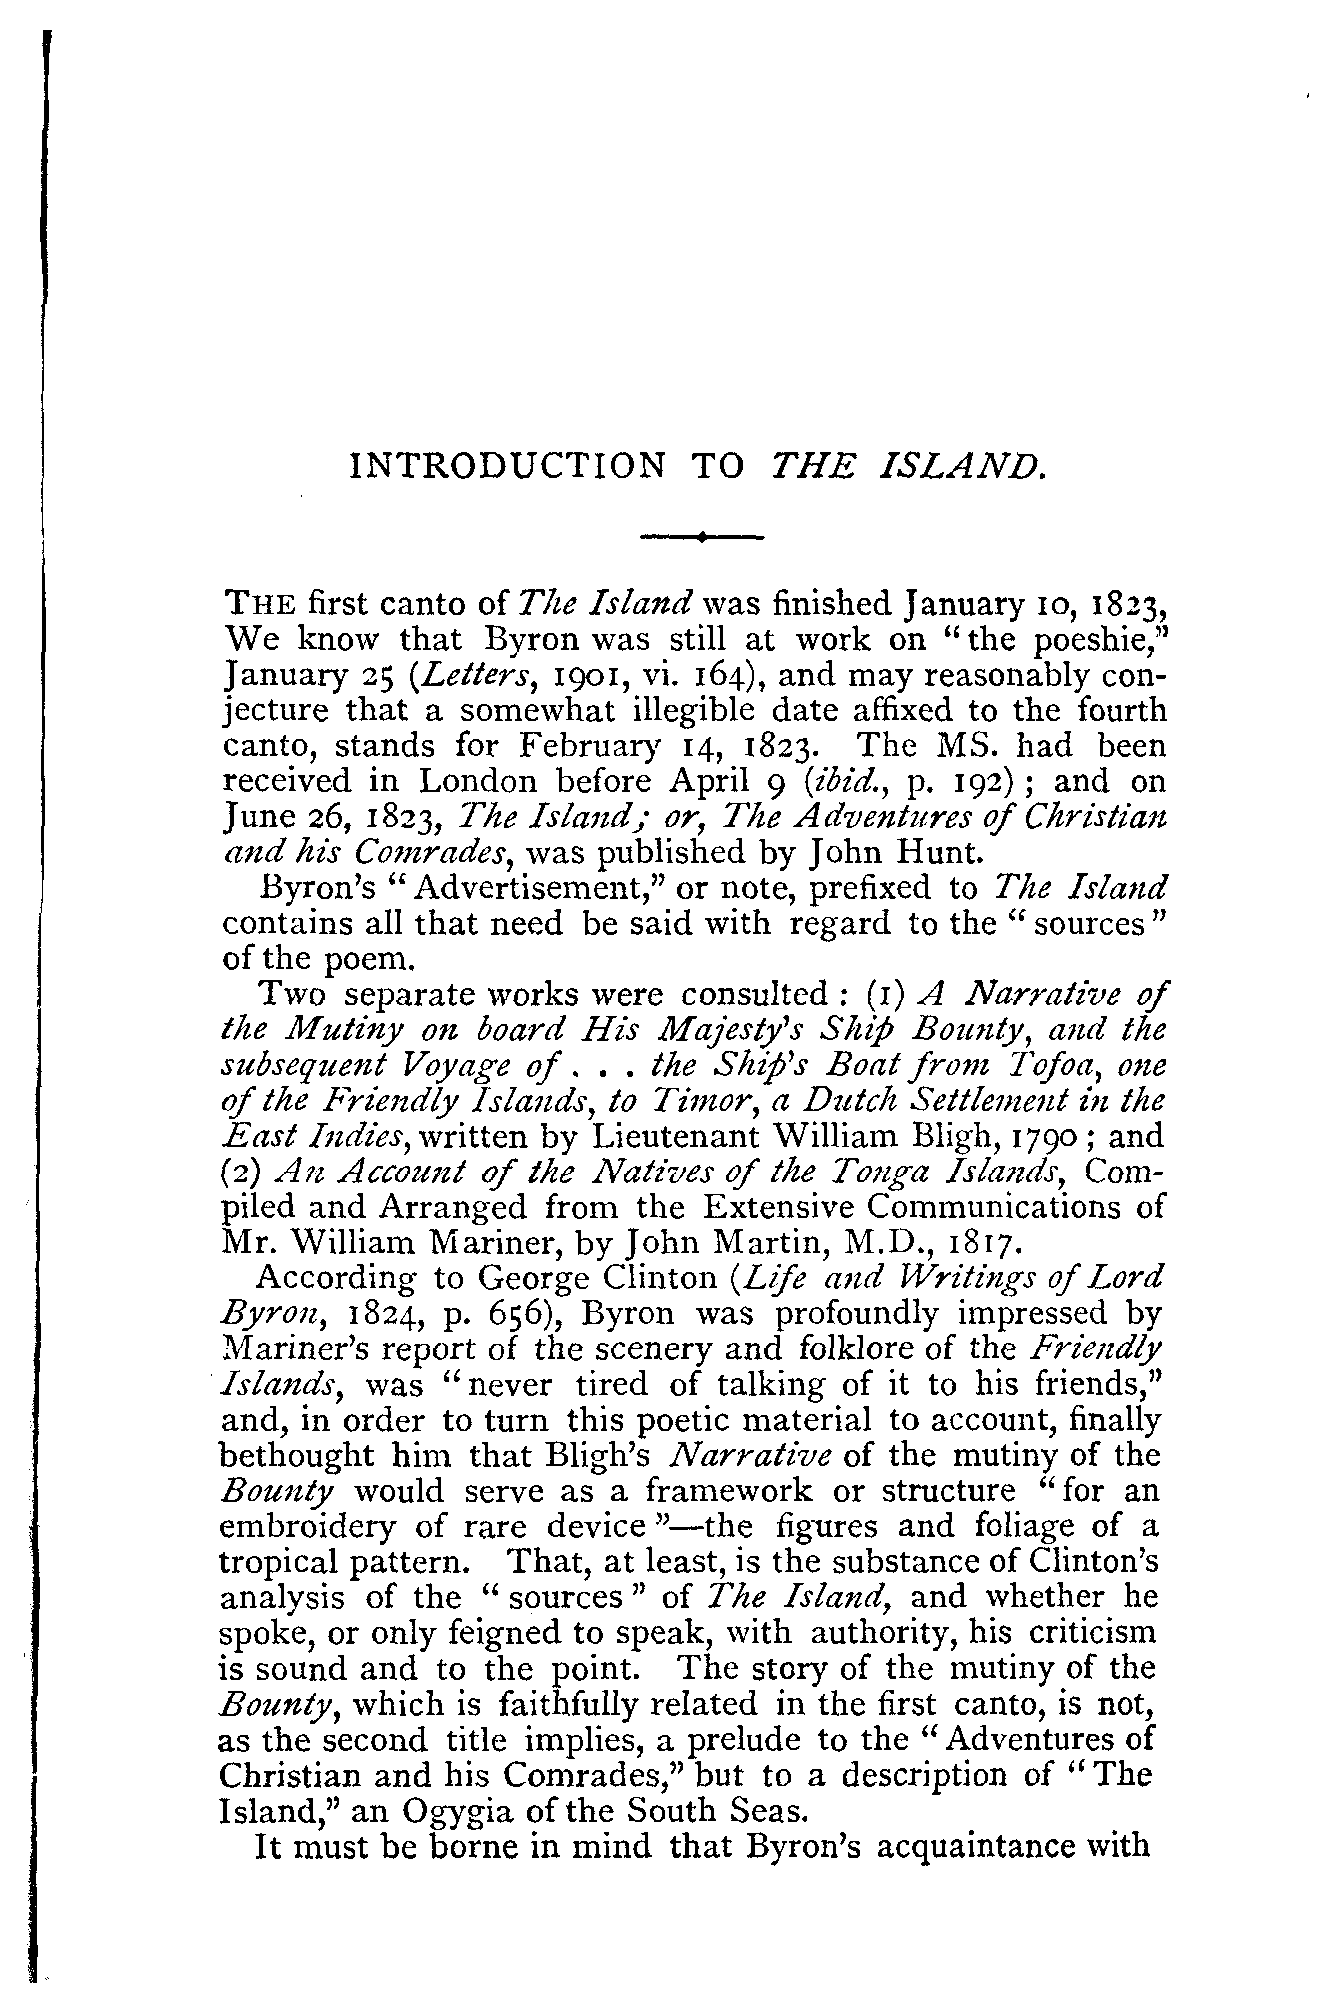 INTRODUCTION TO THE ISLAND.
THE first canto of The Island was finished January 10, 1823,
We know that Byron was still at work on "the poeshie,"
January 25 (Letters, 1901, vi. 164), and may reasonably con-
jecture that a somewhat illegible date affixed to the fourth
canto, stands for February 14, 1823. The MS. had been
received in London before April 9 (ibid., p. 192) ; and on
June 26, 1823, The Island; or, The Adventures of Christian
and his Comrades, was published by John Hunt.
Byron's "Advertisement," or note, prefixed to The Island
contains all that need be said with regard to the "sources"
of the poem.
Two separate works were consulted : (1) A Narrative of
the Mutiny on board His Majesty's Ship Bounty, and the
subsequent Voyage of . . . the Ship's Boat from Tofoa, one
of the Friendly Islands, to Timor, a Dutch Settlement in the
East Indies, written by Lieutenant William Bligh, 1790 ; and
(2) An Account of the Natives of the Tonga Islands, Com-
piled and Arranged from the Extensive Communications of
Mr. William Mariner, by John Martin, M.D., 1817.
According to George Clinton (Life and Writings of Lord
Byron, 1824, p. 656), Byron was profoundly impressed by
Mariner's report of the scenery and folklore of the Friendly
Islands, was "never tired of talking of it to his friends,"
and, in order to turn this poetic material to account, finally
bethought him that Bligh's Narrative of the mutiny of the
Bounty would serve as a framework or structure "for an
embroidery of rare device"—the figures and foliage of a
tropical pattern. That, at least, is the substance of Clinton's
analysis of the "sources" of The Island, and whether he
spoke, or only feigned to speak, with authority, his criticism
is sound and to the point. The story of the mutiny of the
Bounty, which is faithfully related in the first canto, is not,
as the second title implies, a prelude to the "Adventures of
Christian and his Comrades," but to a description of "The
Island," an Ogygia of the South Seas.
It must be borne in mind that Byron's acquaintance with